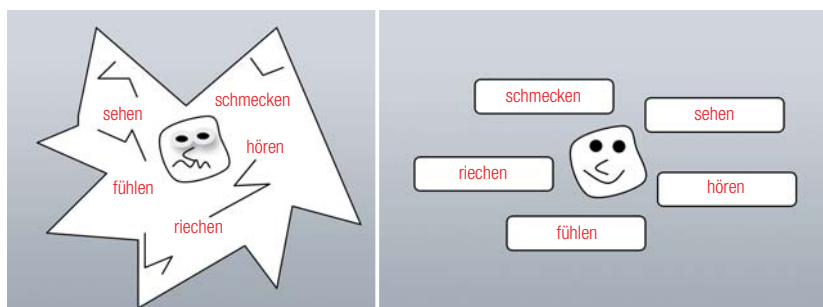 schmecken
sehen
hören
fühlen
riechen
schmecken
sehen
riechen
hören
fühlen